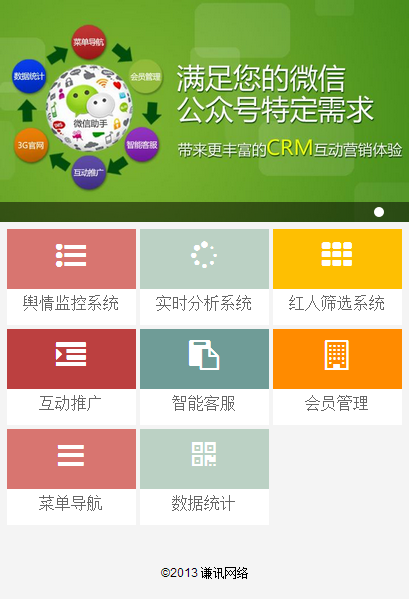 菜单导航
数据统计
会员管理
微信助手
3G官网
智能客服
互动推广
满足您的微信
公众号特定需求
带来更丰富的CRM互动营销体验
舆情监控系统
实时分析系统
红人筛选系统
互动推广
智能客服
会员管理
菜单导航
数据统计
©2013 谦讯网络